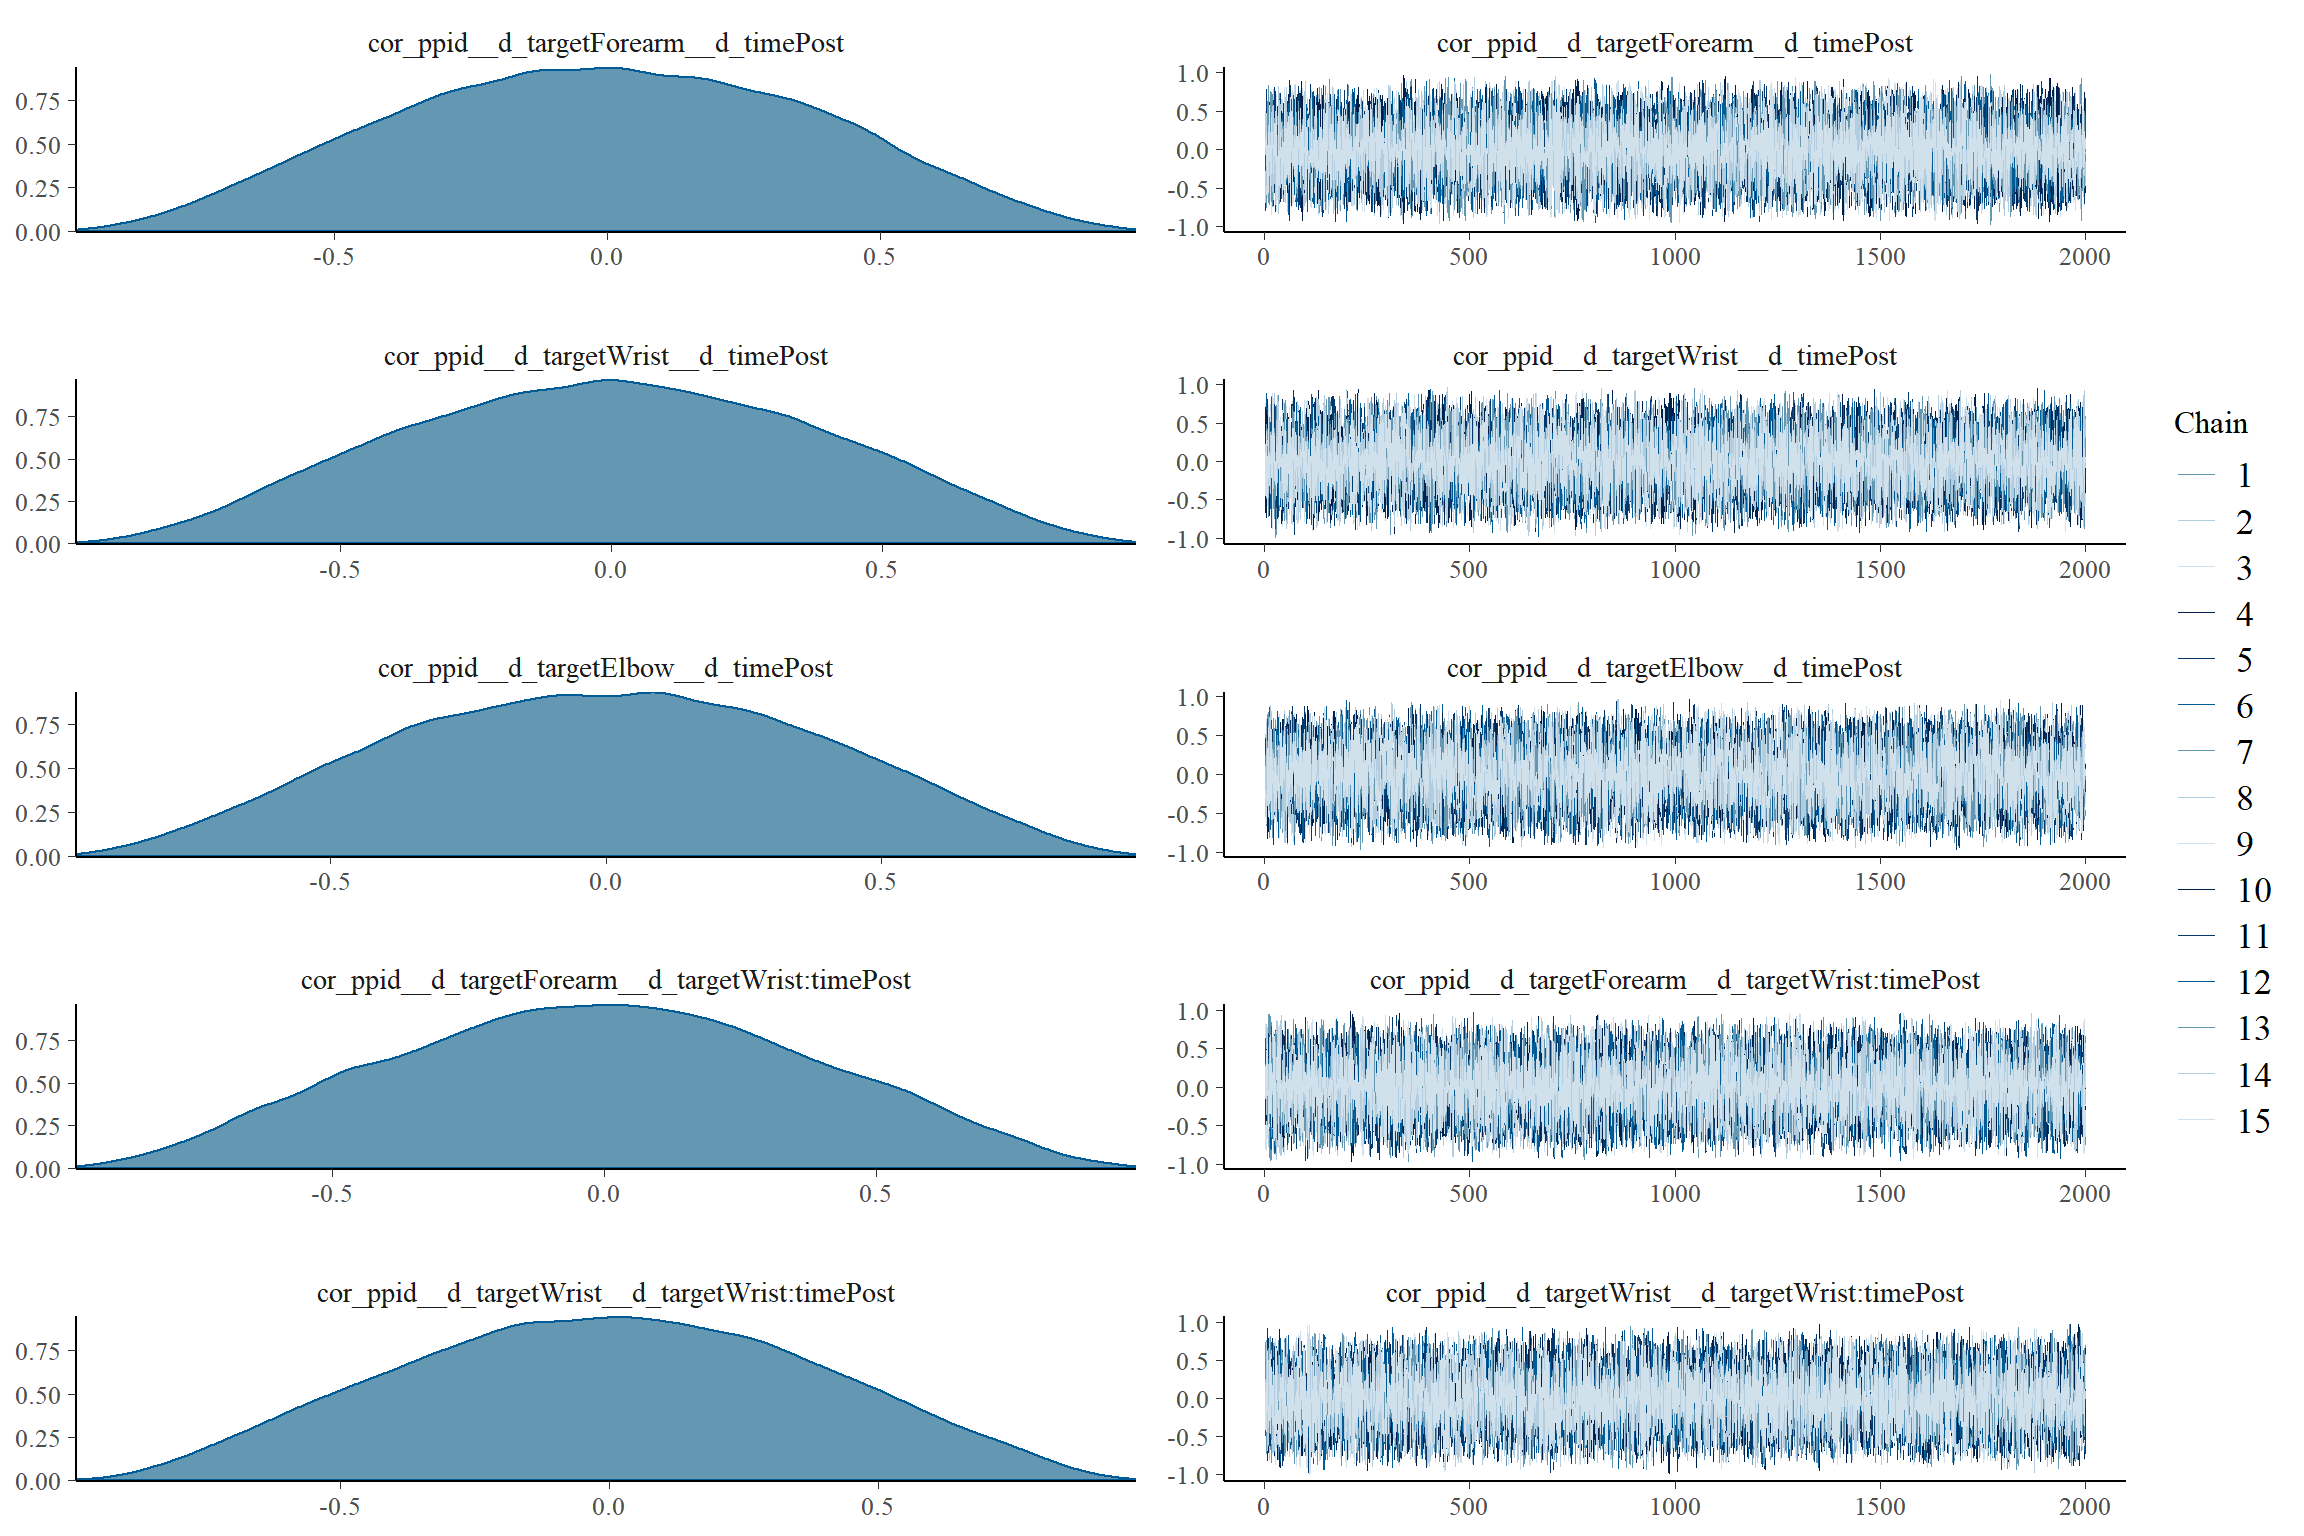 cor_ppid__d_targetForearm__d_timePost
0.75
0.50
0.25
0.00
-0.5 0.0 0.5
cor_ppid__d_targetForearm__d_timePost
1.0
0.5
0.0
-0.5
-1.0
0 500 1000 1500 2000
cor_ppid__d_targetWrist__d_timePost
0.75
0.50
0.25
0.00
-0.5 0.0 0.5
cor_ppid__d_targetWrist__d_timePost
1.0
0.5
0.0
-0.5
-1.0
0 500 1000 1500 2000
cor_ppid__d_targetElbow__d_timePost
0.75
0.50
0.25
0.00
-0.5 0.0 0.5
cor_ppid__d_targetElbow__d_timePost
1.0
0.5
0.0
-0.5
-1.0
0 500 1000 1500 2000
cor_ppid__d_targetForearm__d_targetWrist:timePost
0.75
0.50
0.25
0.00
-0.5 0.0 0.5
cor_ppid__d_targetForearm__d_targetWrist:timePost
1.0
0.5
0.0
-0.5
-1.0
0 500 1000 1500 2000
cor_ppid__d_targetWrist__d_targetWrist:timePost
0.75
0.50
0.25
0.00
-0.5 0.0 0.5
cor_ppid__d_targetWrist__d_targetWrist:timePost
1.0
0.5
0.0
-0.5
-1.0
0 500 1000 1500 2000
Chain
1
2
3
4
5
6
7
8
9
10
11
12
13
14
15